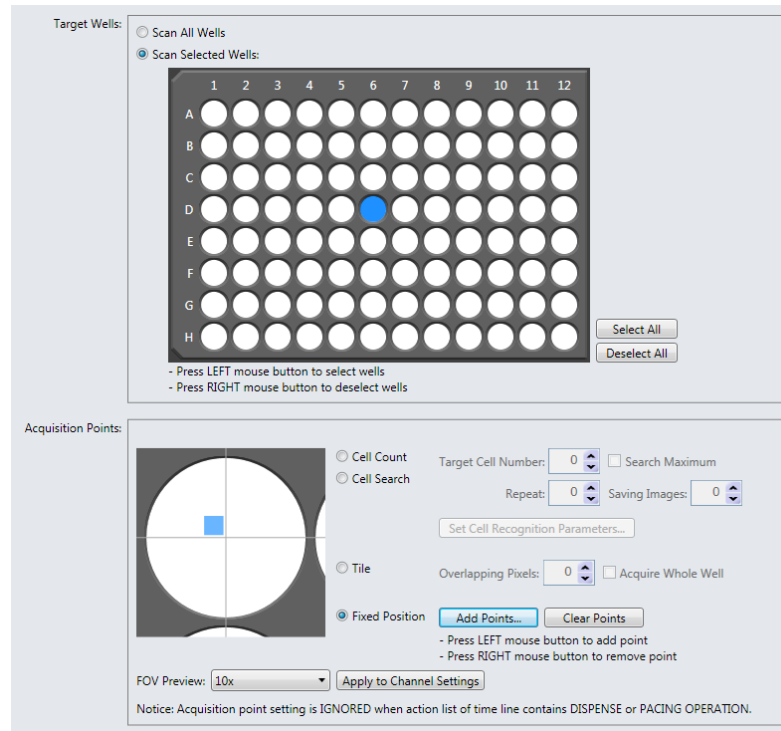 Target Wells:
Scan All Wells
Scan Selected Wells:
1 2 3 4 5 6 7 8 9 10 11 12
A
B
C
D
E
F
G
H
Select All
Deselect All
- Press LEFT mouse button to select wells
- Press RIGHT mouse button to deselect wells
Acquisition Points:
Cell Count
Cell Search
Target Cell Number: 0 Search Maximum
Repeat: 0 Saving Images: 0
Set Cell Recognition Parameters...
Tile
Overlapping Pixels: 0 Acquire Whole Well
Fixed Position
Add Points... Clear Points
- Press LEFT mouse button to add point
- Press RIGHT mouse button to remove point
FOV Preview: 10x Apply to Channel Settings
Notice: Acquisition point setting is IGNORED when action list of time line contains DISPENSE or PACING OPERATION.